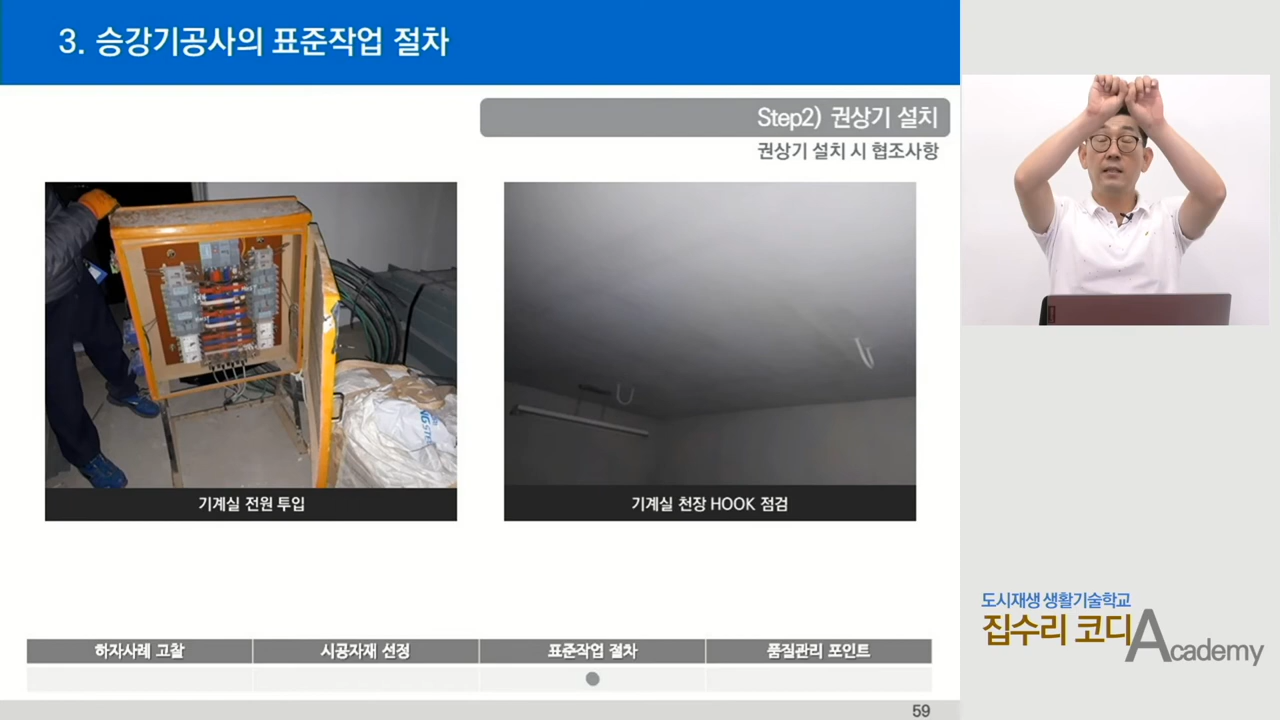 3. 승강기공사의 표준작업 절차
Step2) 권상기 설치
권상기 설치 시 협조사항
기계실 전원 투입
기계실 천장 HOOK 점검
하자사례 고찰
시공자재 선정
표준작업 절차
품질관리 포인트
59
도시재생 생활기술학교
집수리 코디Academy